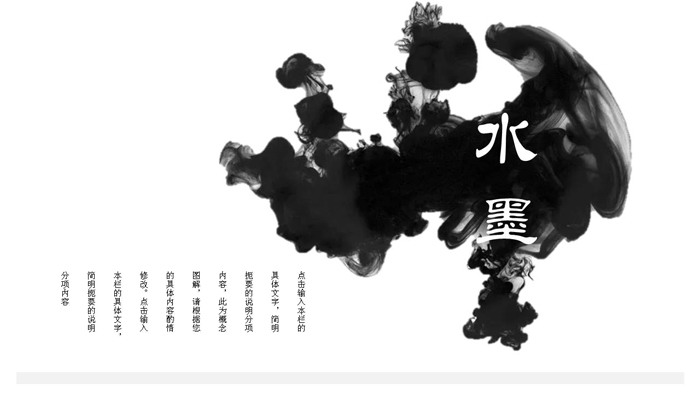 水墨
点击输入本栏的
具体文字，简明
扼要的说明分项
内容，此为概念
图解，请根据您
的具体内容酌情
修改。点击输入
本栏的具体文字，
简明扼要的说明
分项内容